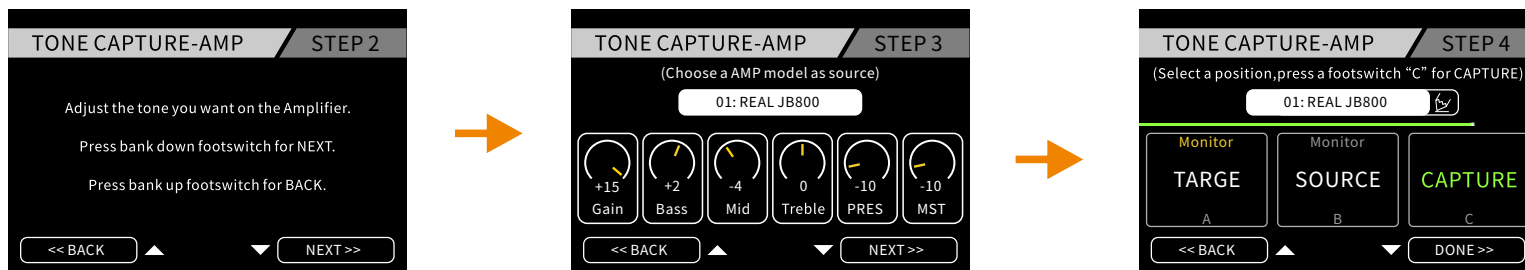 TONE CAPTURE-AMP STEP 2
Adjust the tone you want on the Amplifier.
Press bank down footswitch for NEXT.
Press bank up footswitch for BACK.
<< BACK NEXT >>
TONE CAPTURE-AMP STEP 3
(Choose a AMP model as source)
01: REAL JB800
+15 +2 -4 0 -10 -10
Gain Bass Mid Treble PRES MST
<< BACK NEXT >>
TONE CAPTURE-AMP STEP 4
(Select a position,press a footswitch “C” for CAPTURE)
01: REAL JB800
Monitor Monitor
TARGE SOURCE CAPTURE
A B C
<< BACK DONE >>